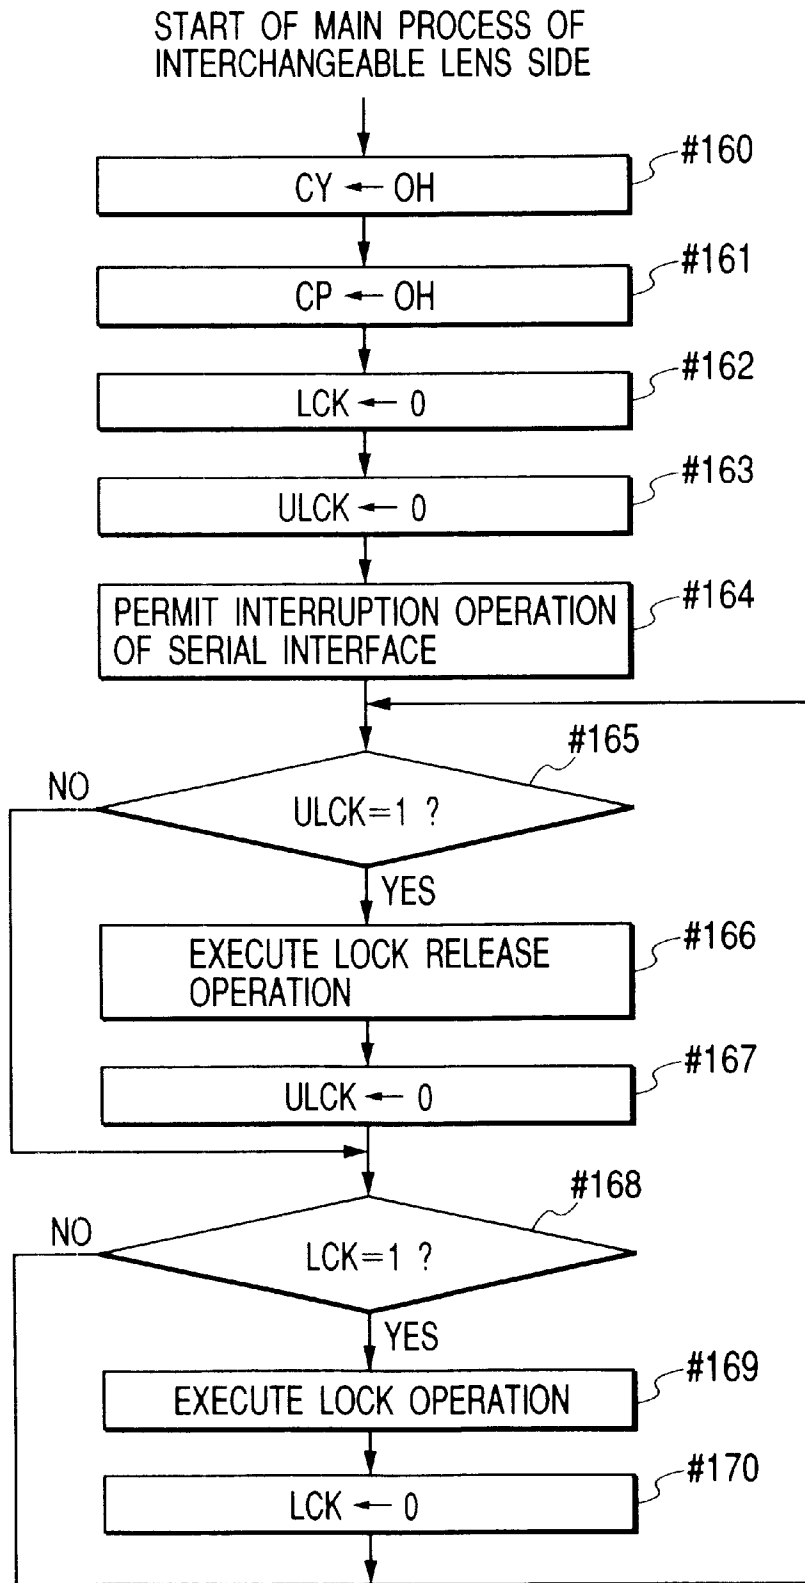 START OF MAIN PROCESS OF
INTERCHANGEABLE LENS SIDE
#160
CY ← OH
#161
CP ← OH
#162
LCK ← 0
#163
ULCK ← 0
#164
PERMIT INTERRUPTION OPERATION
OF SERIAL INTERFACE
#165
NO
ULCK=1 ?
YES
#166
EXECUTE LOCK RELEASE
OPERATION
#167
ULCK ← 0
#168
NO
LCK=1 ?
YES
#169
EXECUTE LOCK OPERATION
#170
LCK ← 0